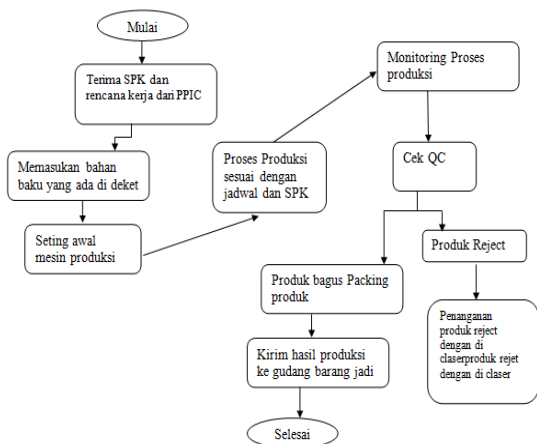 Mulai
Terima SPK dan
rencana kerja dari PPIC
Memasukan bahan
baku yang ada di deket
Seting awal
mesin produksi
Proses Produksi
sesuai dengan
jadwal dan SPK
Monitoring Proses
produksi
Cek QC
Produk Reject
Penanganan
produk reject
dengan di
claserproduk rejet
dengan di claser
Produk bagus Packing
produk
Kirim hasil produksi
ke gudang barang jadi
Selesai